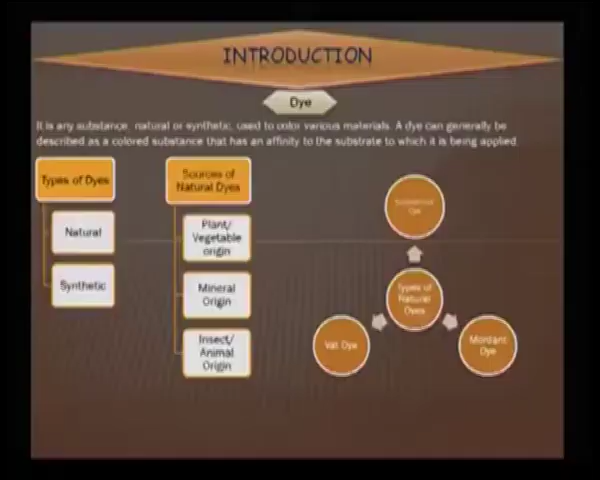 INTRODUCTION
Dye
It is any substance, natural or synthetic, used to color various materials. A dye can generally be
described as a colored substance that has an affinity to the substrate to which it is being applied.
Types of Dyes
Natural
Synthetic
Sources of
Natural Dyes
Plant/
Vegetable
origin
Mineral
Origin
Insect/
Animal
Origin
Dye
Types of
Natural
Dyes
Vat Dye
Mordant
Dye